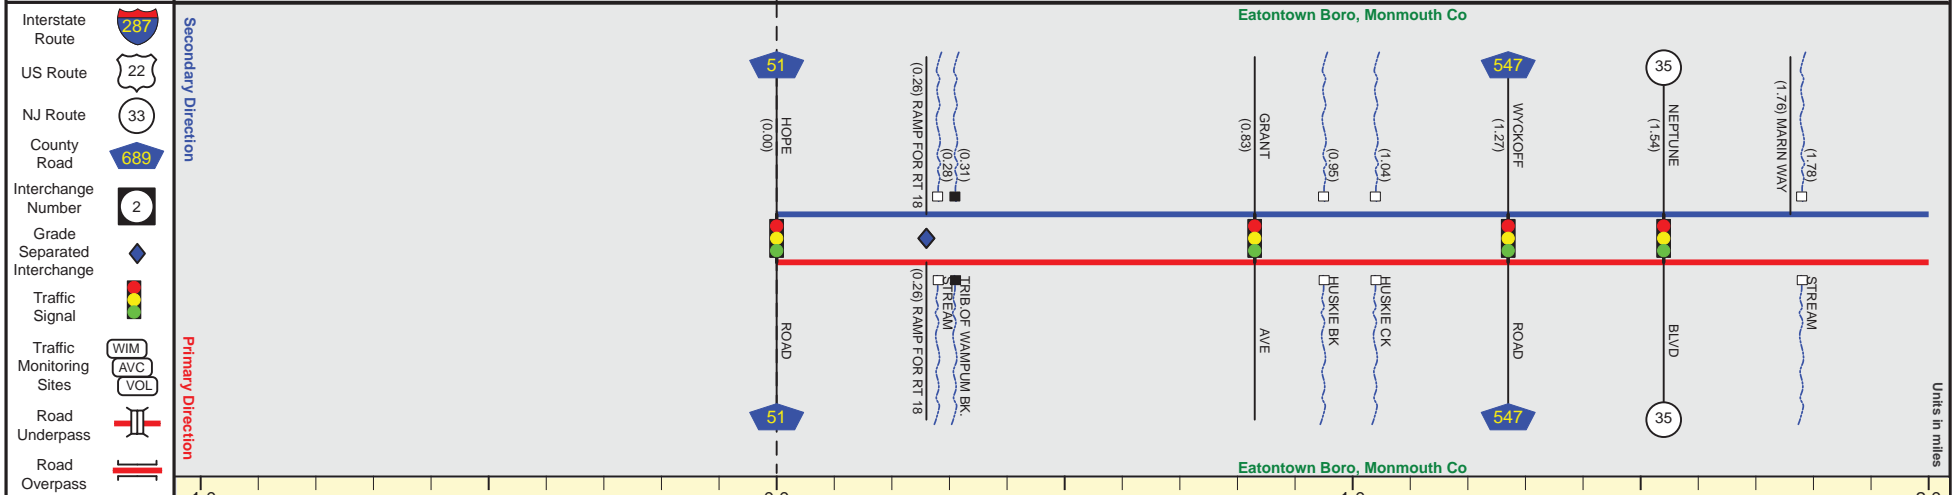 Interstate
Route
287
US Route
22
NJ Route
33
County
Road
689
Interchange
Number
2
Grade
Separated
Interchange
Traffic
Signal
Traffic
Monitoring
Sites
WIM
AVC
VOL
Road
Underpass
Road
Overpass
Secondary Direction
Primary Direction
Eatontown Boro, Monmouth Co
51
HOPE
(0.00)
(0.26) RAMP FOR RT 18
(0.28)
(0.31)
GRANT
(0.83)
(0.95)
(1.04)
547
WYCKOFF
(1.27)
35
NEPTUNE
(1.54)
(1.76) MARIN WAY
(1.78)
ROAD
51
(0.26) RAMP FOR RT 18
STREAM
TRIB.OF WAMPUM BK.
AVE
HUSKIE BK
HUSKIE CK
ROAD
547
BLVD
35
STREAM
Units in miles
Eatontown Boro, Monmouth Co